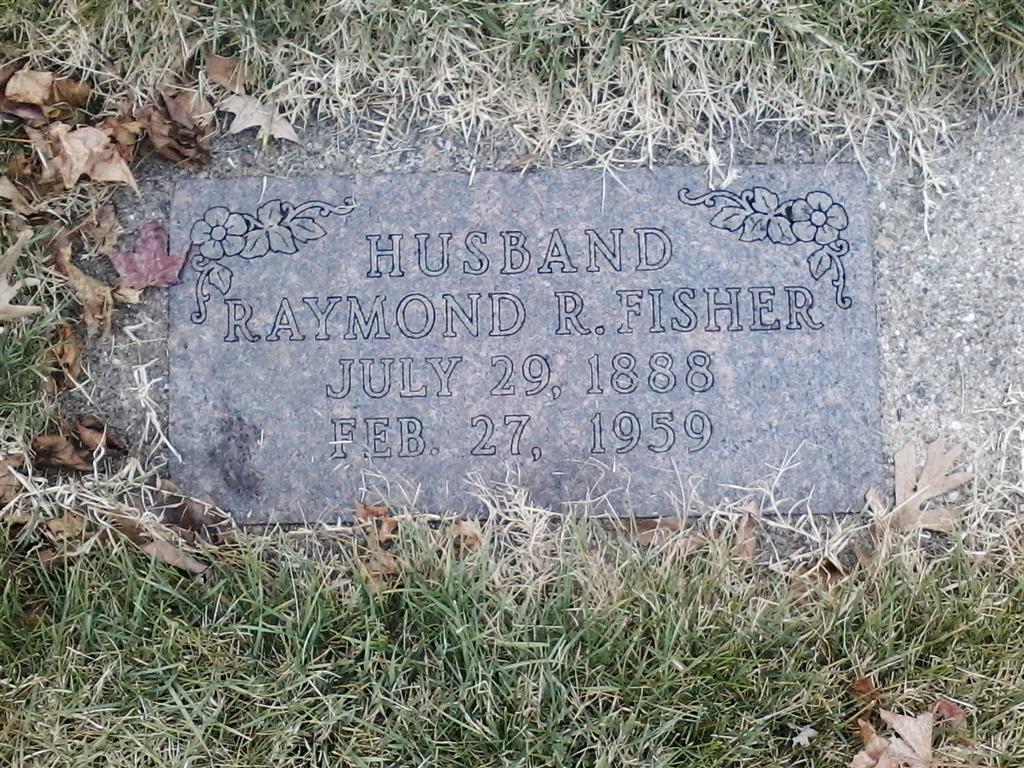 HUSBAND
RAYMOND R. FISHER
JULY 29, 1888
FEB. 27, 1959